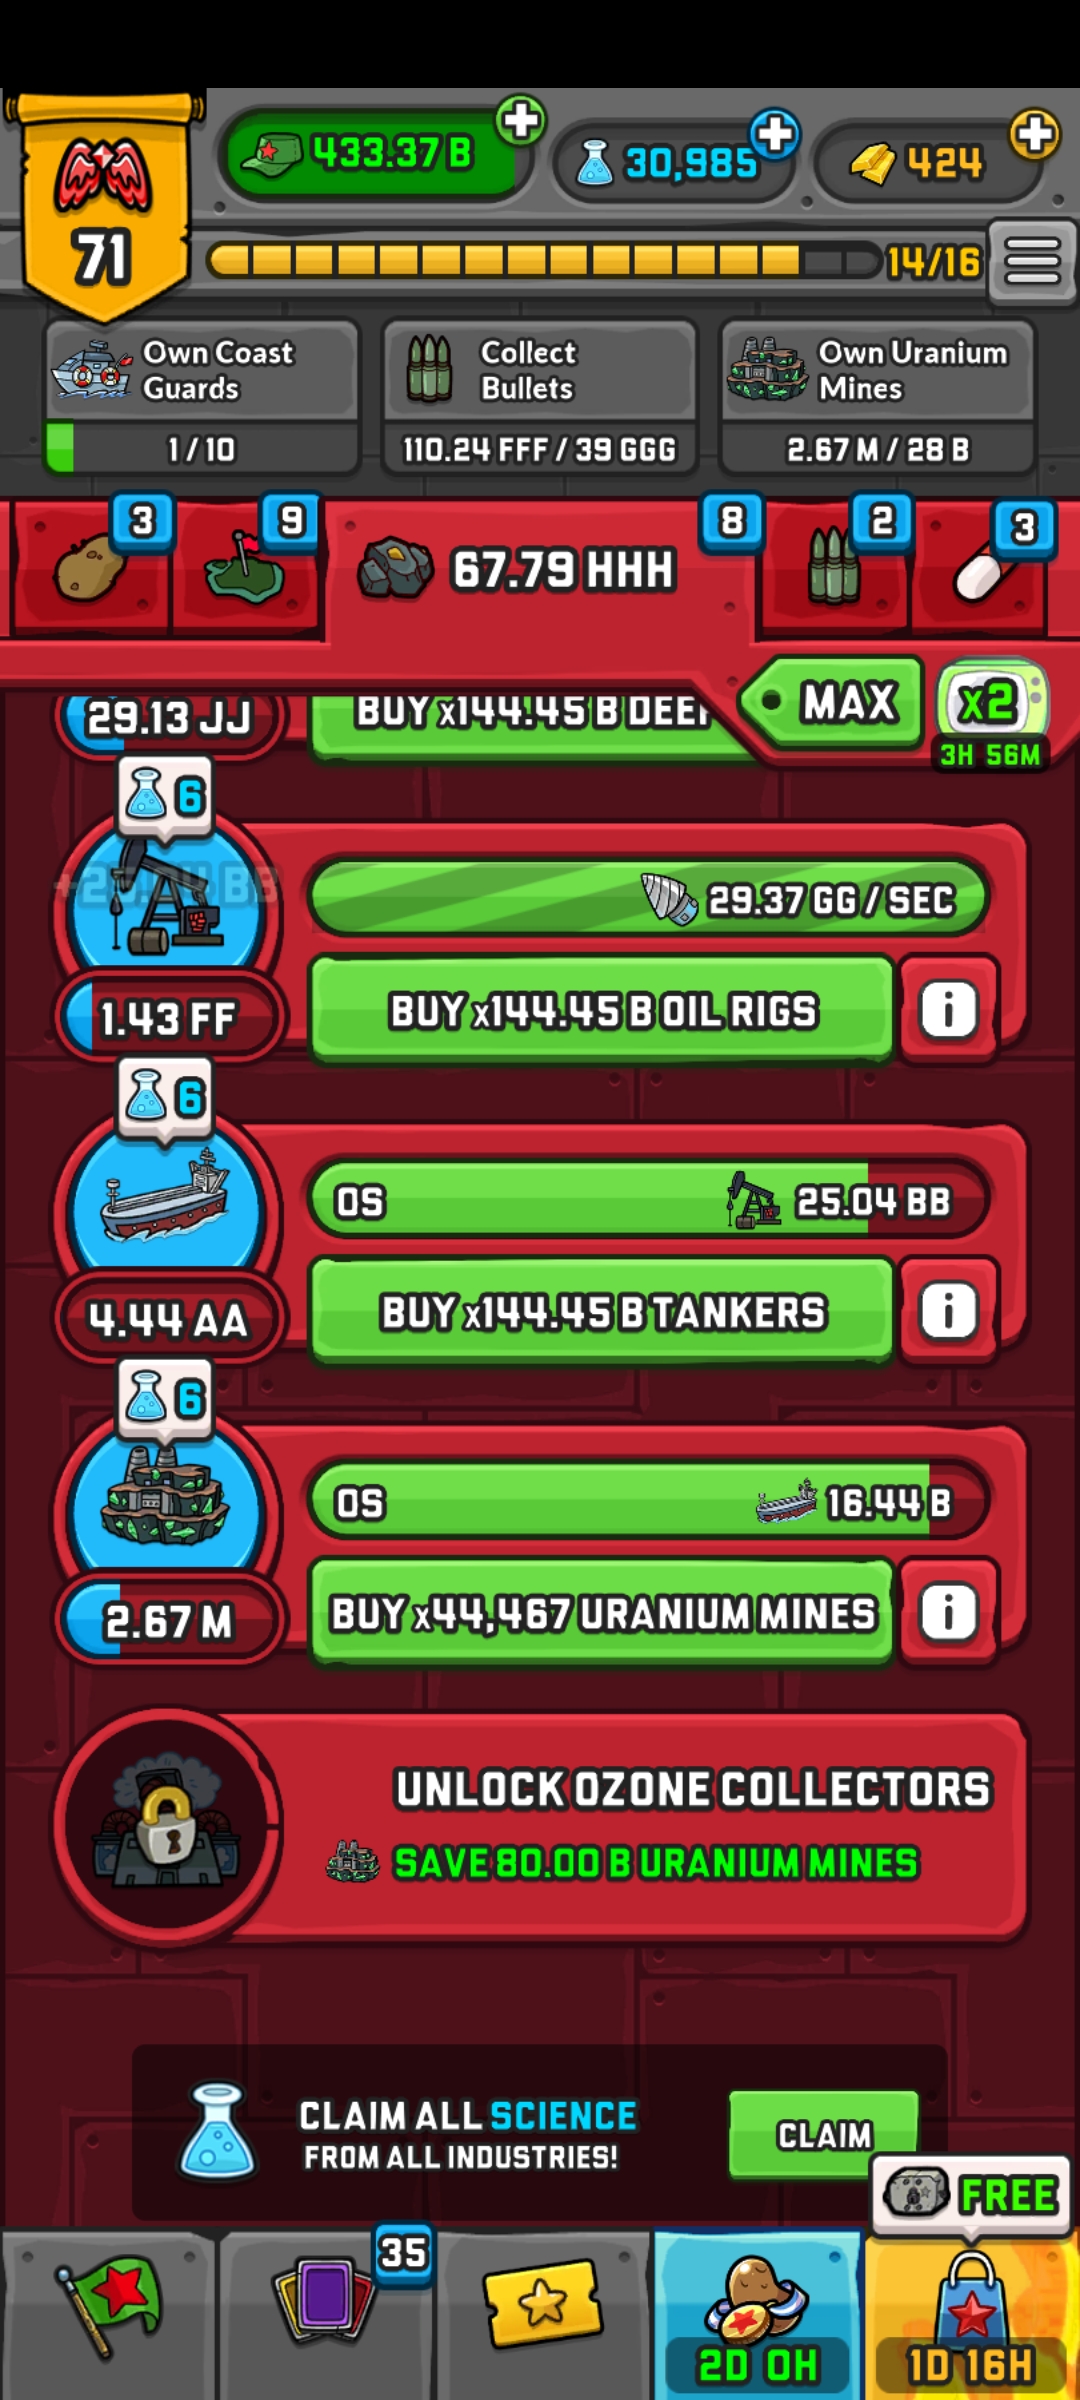 433.37 B
30,985
424
71
14/16
Own Coast
Guards
1/10
Collect
Bullets
110.24 FFF / 39 GGG
Own Uranium
Mines
2.67 M / 28 B
3
9
67.79 HHH
8
2
3
MAX
x2
3H 56M
29.13 JJ
BUY x144.45 B DEEP
6
29.37 GG / SEC
1.43 FF
BUY x144.45 B OIL RIGS
i
6
0S
25.04 BB
4.44 AA
BUY x144.45 B TANKERS
i
6
0S
16.44 B
2.67 M
BUY x44,467 URANIUM MINES
i
UNLOCK OZONE COLLECTORS
SAVE 80.00 B URANIUM MINES
CLAIM ALL SCIENCE
FROM ALL INDUSTRIES!
CLAIM
FREE
35
2D 0H
1D 16H